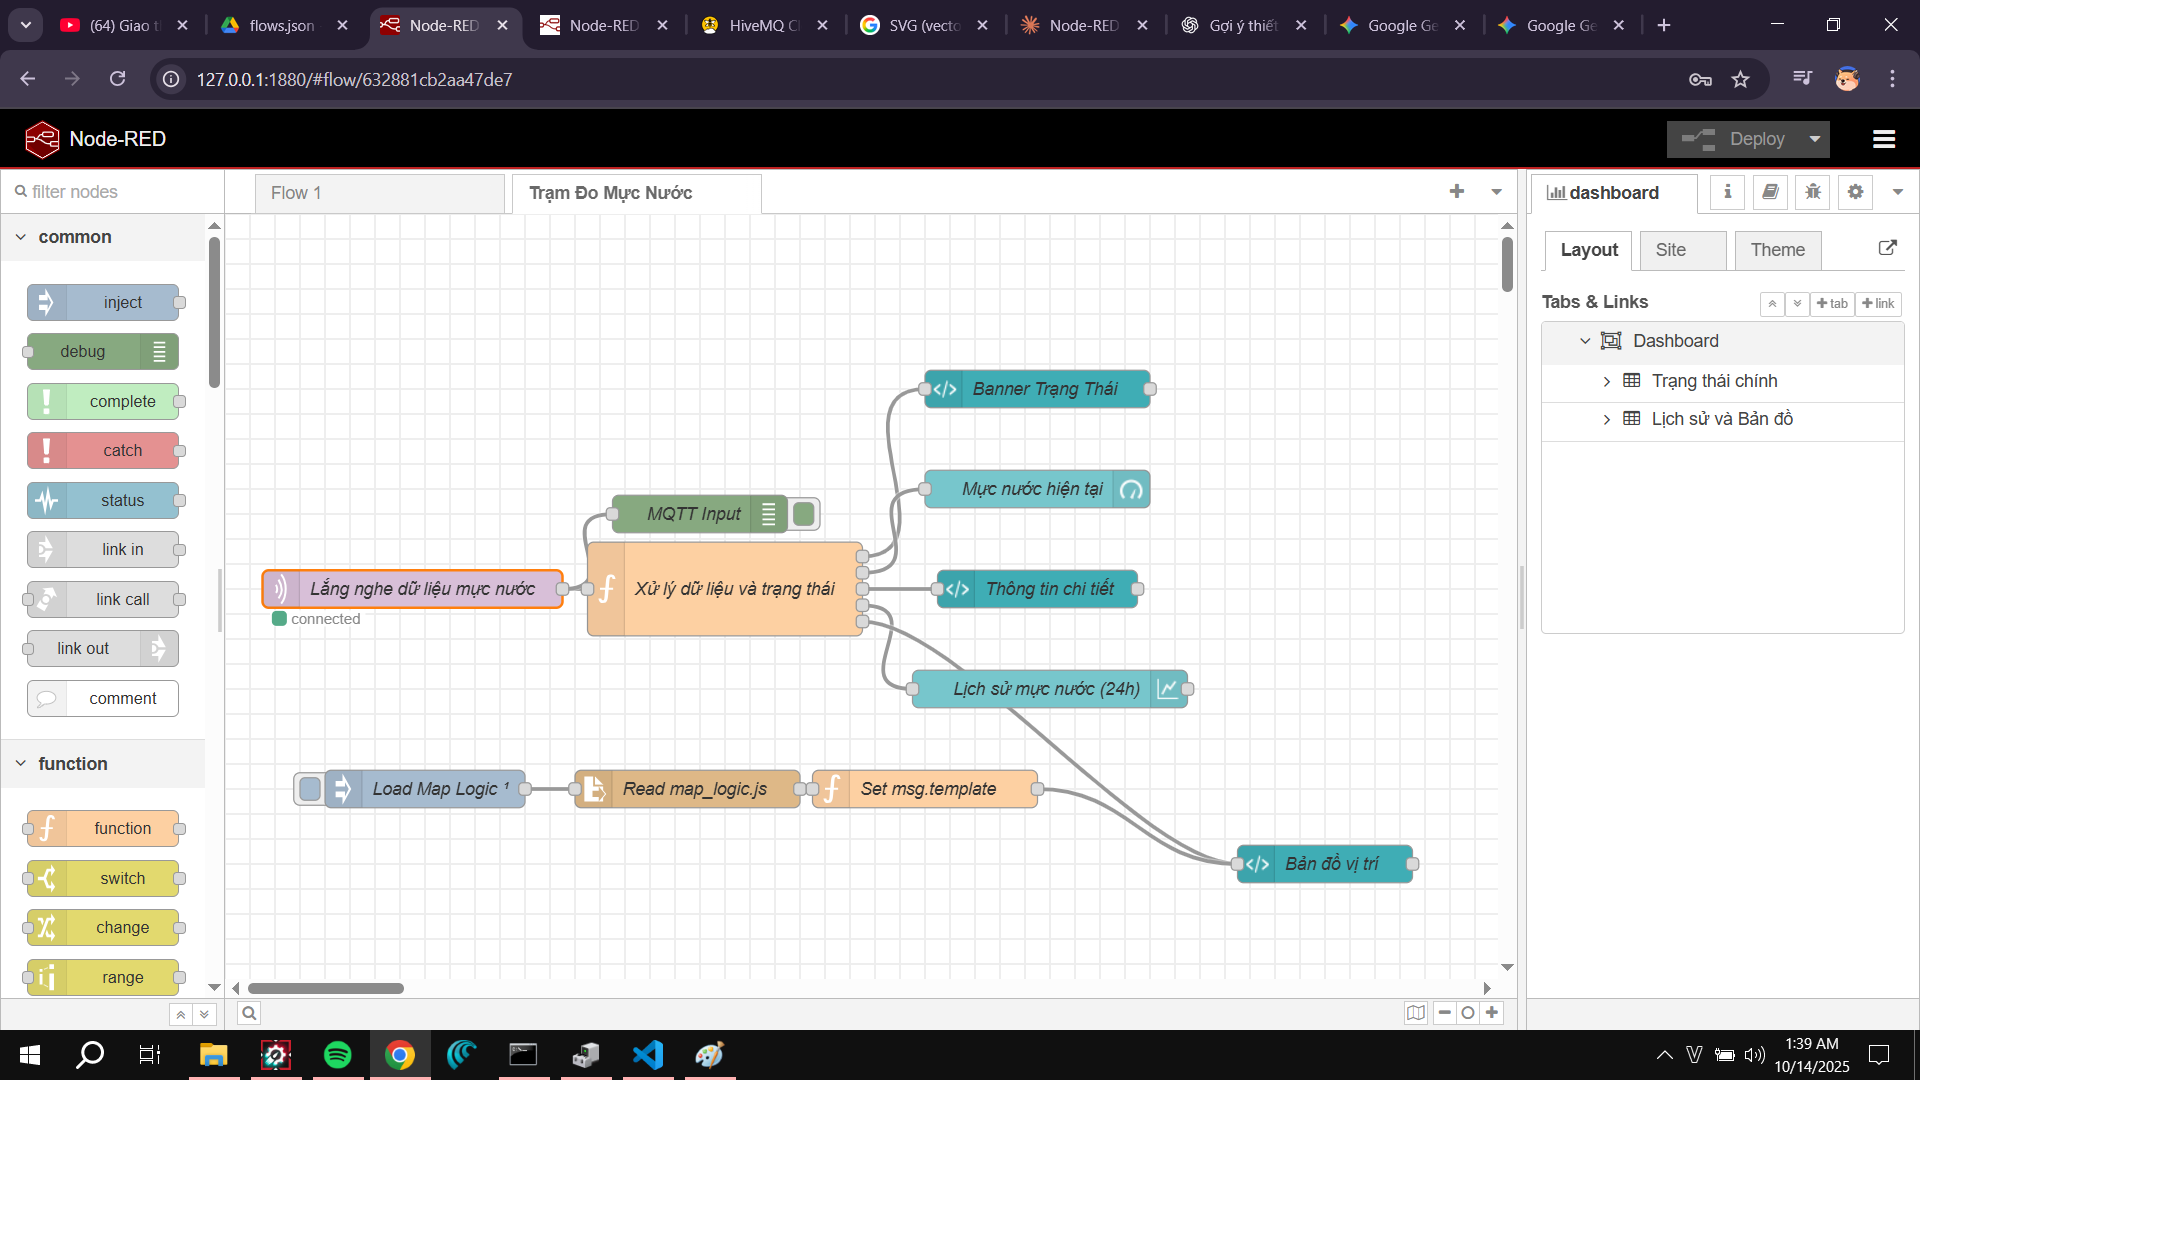 (64) Giao t
flows.json
Node-RED
Node-RED
HiveMQ C
SVG (vecto
Node-RED
Gợi ý thiết
Google Ge
Google Ge
127.0.0.1:1880/#flow/632881cb2aa47de7
Node-RED
Deploy
filter nodes
Flow 1
Trạm Đo Mực Nước
dashboard
common
Layout
Site
Theme
inject
Tabs & Links
tab
link
debug
Dashboard
complete
Trạng thái chính
catch
Lịch sử và Bản đồ
status
link in
link call
link out
comment
function
function
switch
change
range
Banner Trạng Thái
Mực nước hiện tại
MQTT Input
Lắng nghe dữ liệu mực nước
connected
Xử lý dữ liệu và trạng thái
Thông tin chi tiết
Lịch sử mực nước (24h)
Load Map Logic ¹
Read map_logic.js
Set msg.template
Bản đồ vị trí
1:39 AM
10/14/2025